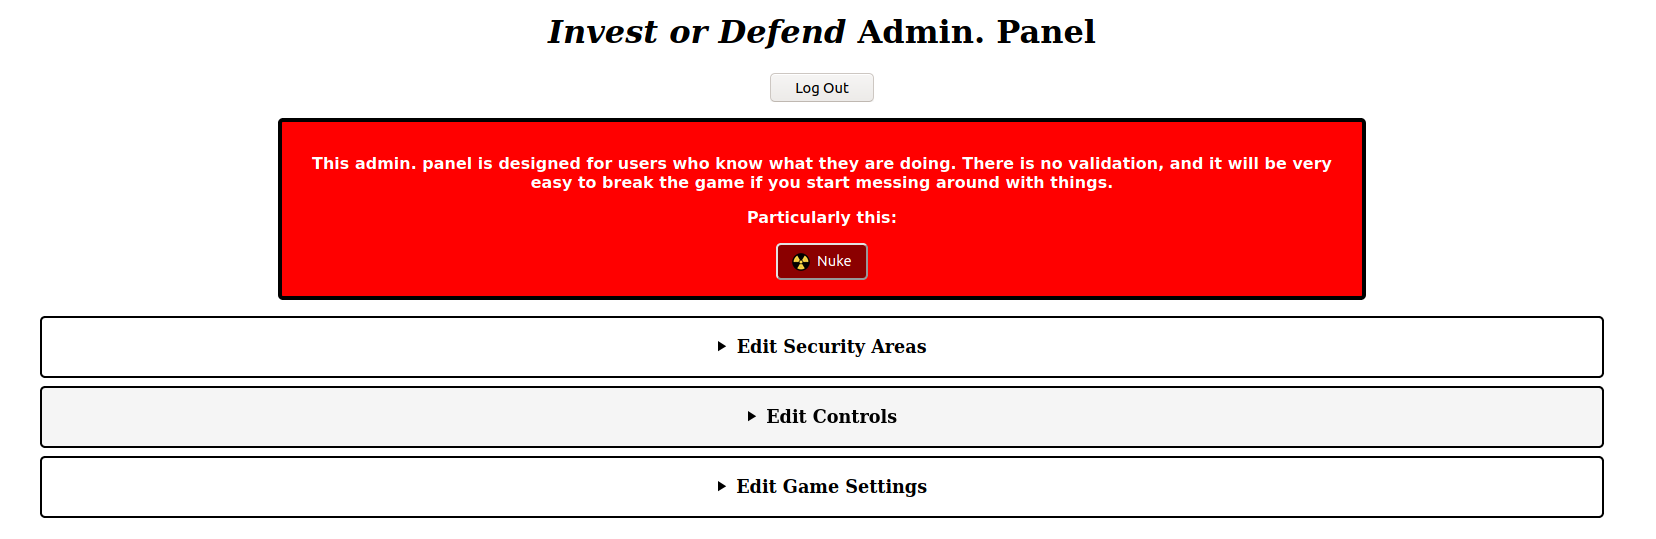 Invest or Defend Admin. Panel
Log Out
This admin. panel is designed for users who know what they are doing. There is no validation, and it will be very
easy to break the game if you start messing around with things.
Particularly this:
Nuke
Edit Security Areas
Edit Controls
Edit Game Settings